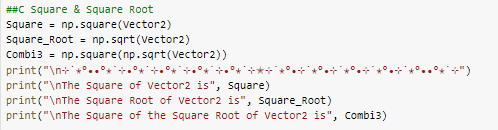 ##C Square & Square Root
Square = np.square(Vector2)
Square_Root = np.sqrt(Vector2)
Combi3 = np.square(np.sqrt(Vector2))
print("\n⊹˙⋆°••°⋆˙⊹•°⋆˙⊹•°⋆˙⊹•°⋆˙⊹•°⋆˙⊹★⊹˙⋆°•⊹˙⋆°•⊹˙⋆°•⊹˙⋆°•⊹˙⋆°••°⋆˙⊹")
print("\nThe Square of Vector2 is", Square)
print("\nThe Square Root of Vector2 is", Square_Root)
print("\nThe Square of the Square Root of Vector2 is", Combi3)